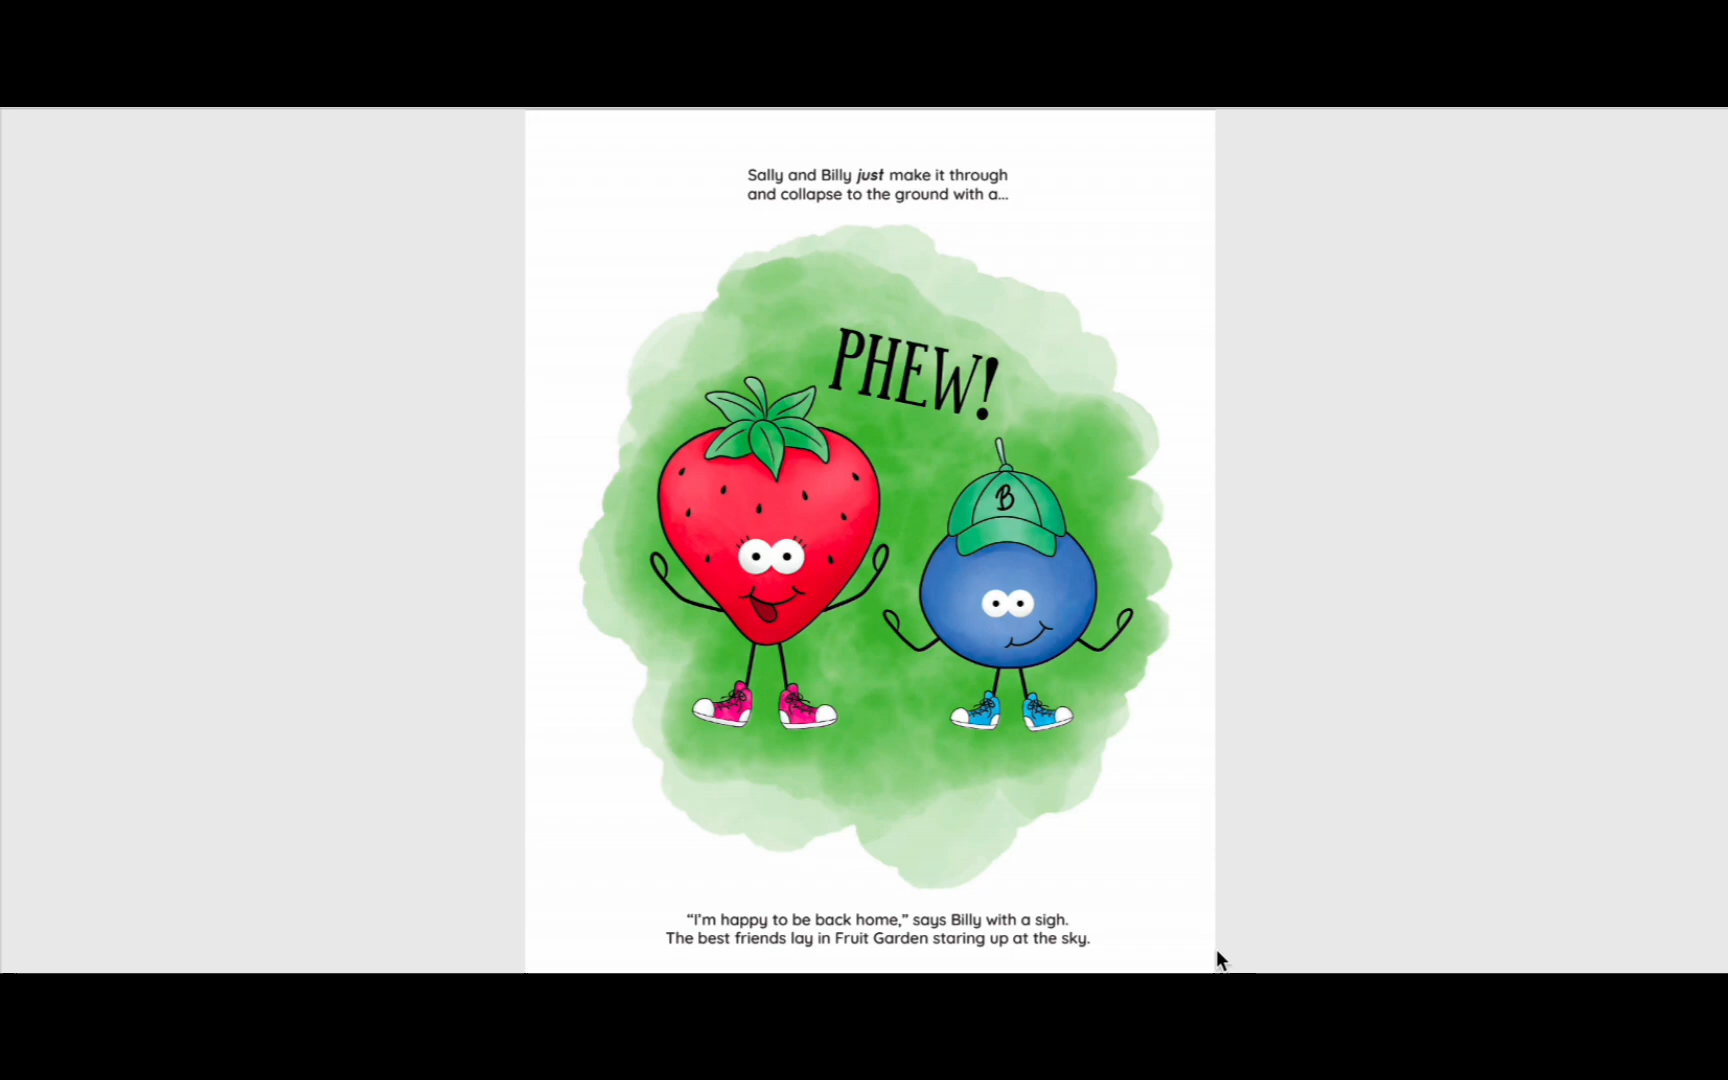 Sally and Billy just make it through
and collapse to the ground with a...
PHEW!
B
“I’m happy to be back home,” says Billy with a sigh.
The best friends lay in Fruit Garden staring up at the sky.